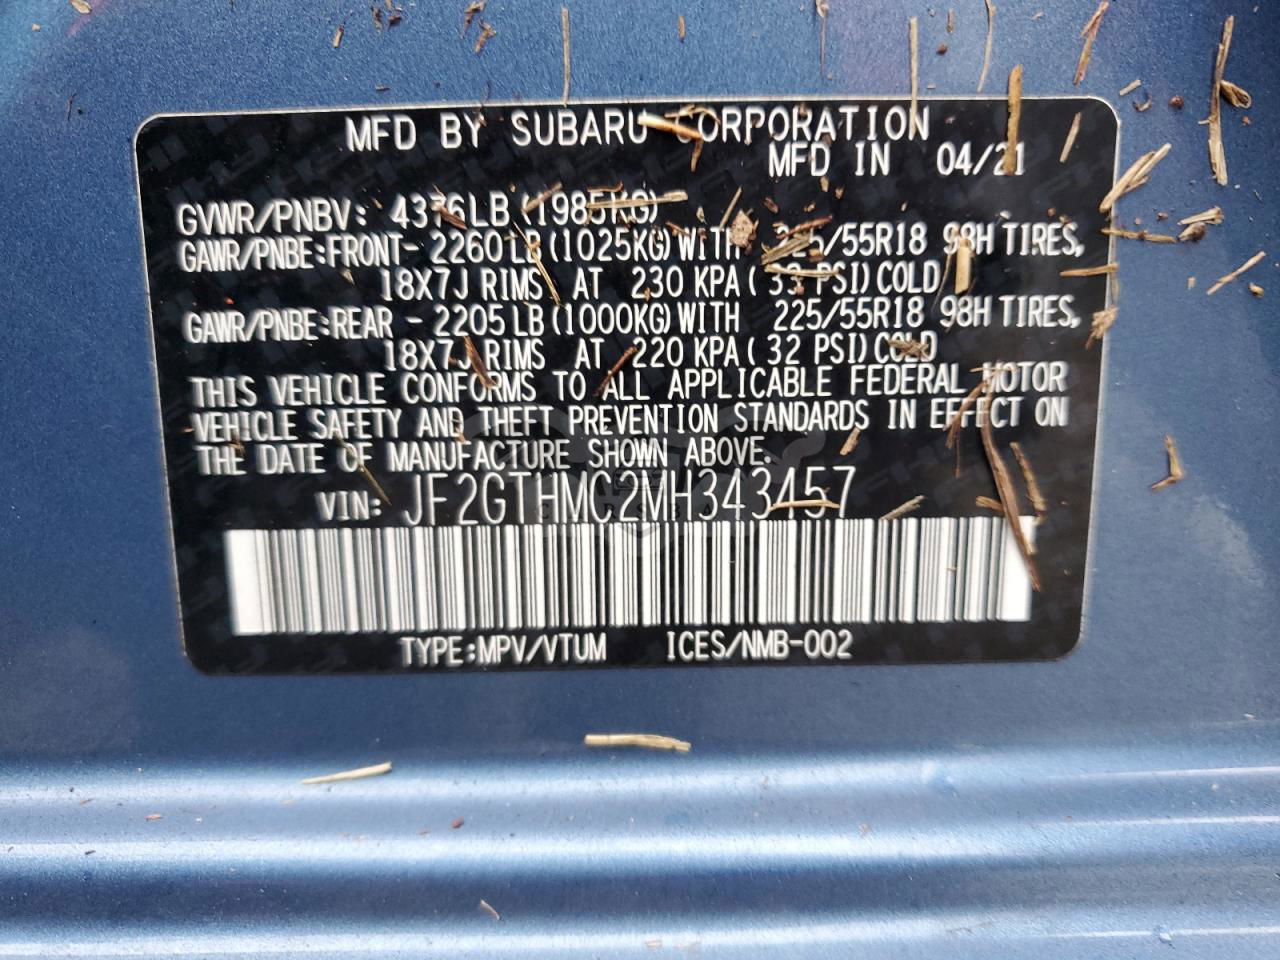 MFD BY SUBARU CORPORATION
MFD IN 04/21
GVWR/PNBV: 4376LB(1985KG)
GAWR/PNBE:FRONT- 2260LB(1025KG)WITH 225/55R18 98H TIRES,
18X7J RIMS AT 230 KPA(33 PSI)COLD
GAWR/PNBE:REAR - 2205LB(1000KG)WITH 225/55R18 98H TIRES,
18X7J RIMS AT 220 KPA(32 PSI)COLD
THIS VEHICLE CONFORMS TO ALL APPLICABLE FEDERAL MOTOR
VEHICLE SAFETY AND THEFT PREVENTION STANDARDS IN EFFECT ON
THE DATE OF MANUFACTURE SHOWN ABOVE.
VIN: JF2GTHMC2MH343457
TYPE:MPV/VTUM ICES/NMB-002